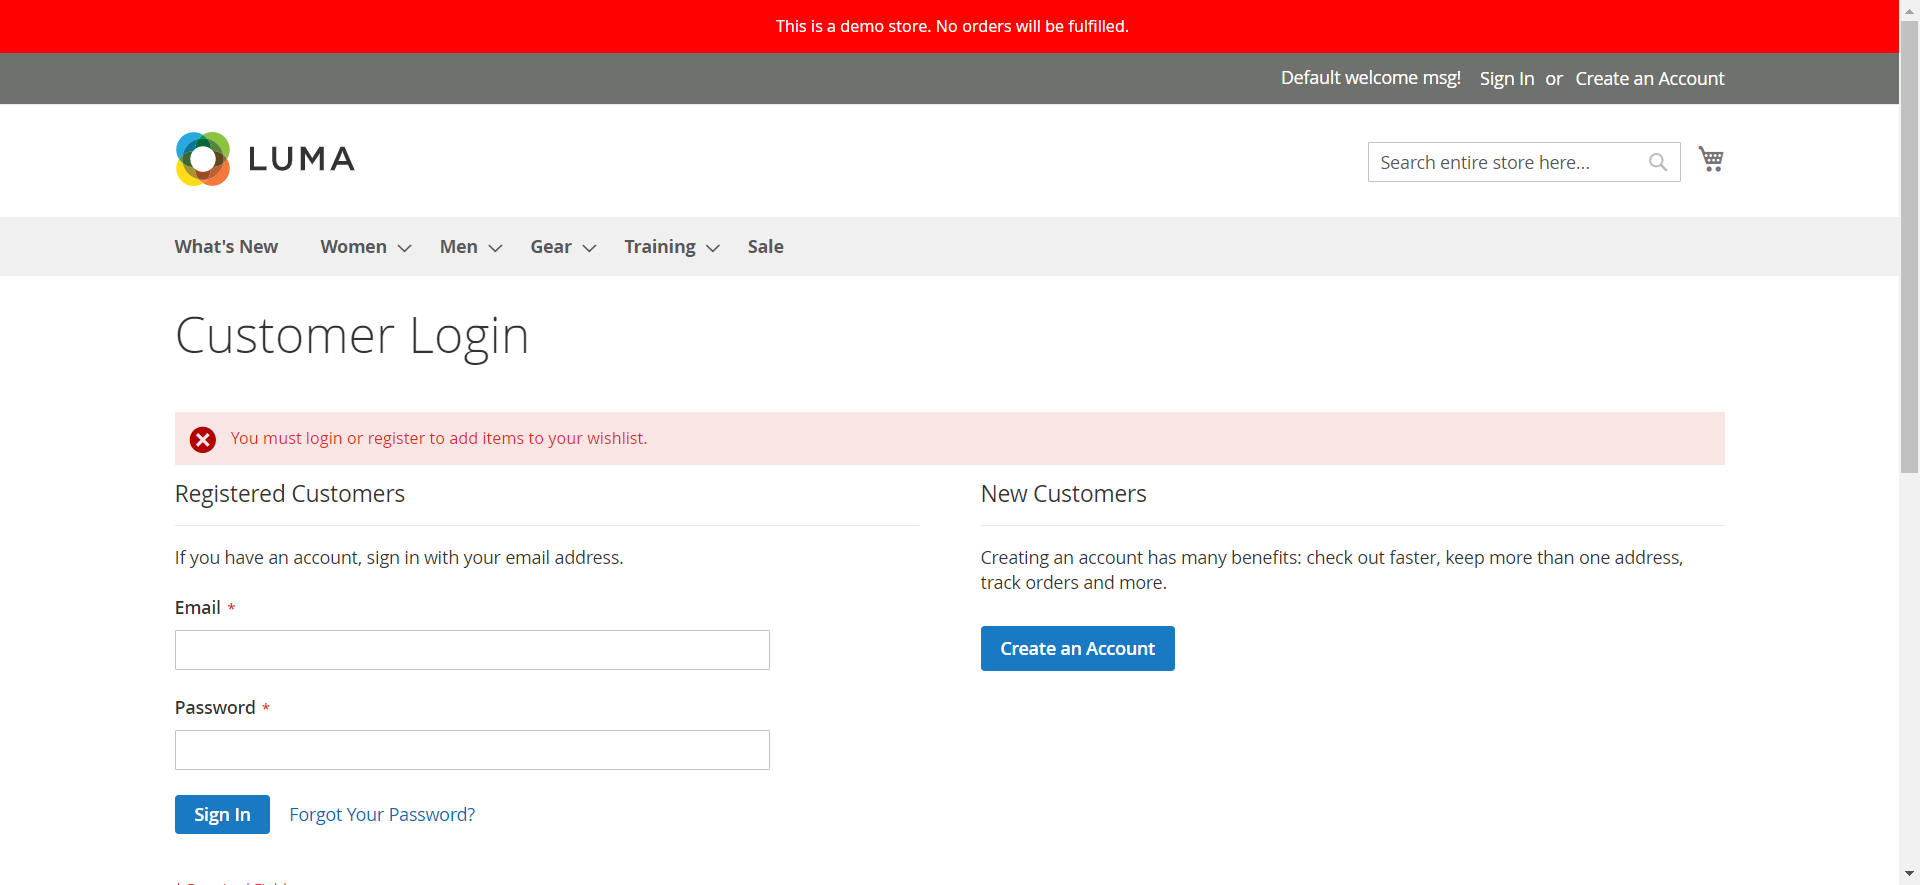 This is a demo store. No orders will be fulfilled.
Default welcome msg! Sign In or Create an Account
LUMA
Search entire store here...
What's New Women Men Gear Training Sale
Customer Login
You must login or register to add items to your wishlist.
Registered Customers
If you have an account, sign in with your email address.
Email *
Password *
Sign In Forgot Your Password?
New Customers
Creating an account has many benefits: check out faster, keep more than one address,
track orders and more.
Create an Account